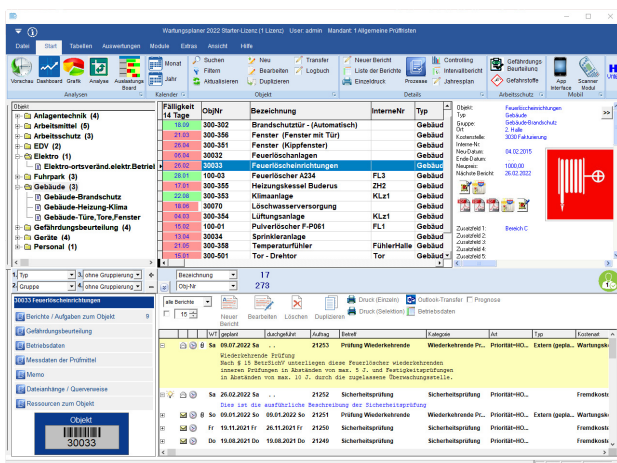 Wartungsplaner 2022 Starter-Lizenz (1 Lizenz) User: admin Mandant: 1 Allgemeine Prüffristen
Datei Start Tabellen Auswertungen Module Extras Ansicht Hilfe
Vorschau Dashboard Grafik Analyse Auslastungs Board
Monat
Jahr
Suchen
Filtern
Aktualisieren
Neu
Bearbeiten
Duplizieren
Transfer
Logbuch
Neuer Bericht
Liste der Berichte
Einzeldruck
Prozesse
Controlling
Intervallbericht
Jahresplan
Gefährdungs Beurteilung
Gefahrstoffe
App Interface
Scanner Modul
Analysen Kalender Objekt Details Arbeitsschutz Mobil
Objekt
Anlagentechnik (4)
Arbeitsmittel (5)
Arbeitsschutz (3)
EDV (2)
Elektro (1)
Elektro-ortsveränd.elektr.Betriel
Fuhrpark (3)
Gebäude (3)
Gebäude-Brandschutz
Gebäude-Heizung-Klima
Gebäude-Türe,Tore,Fenster
Gefährdungsbeurteilung (4)
Geräte (4)
Personal (1)
Fälligkeit 14 Tage ObjNr Bezeichnung InterneNr Typ
18.09 300-302 Brandschutztür - (Automatisch) Gebäud
21.03 300-356 Fenster (Fenster mit Tür) Gebäud
26.04 300-351 Fenster (Kippfenster) Gebäud
05.04 30032 Feuerlöschanlagen Gebäud
26.02 30033 Feuerlöscheinrichtungen Gebäud
28.01 100-03 Feuerlöscher A234 FL3 Gebäud
17.01 300-355 Heizungskessel Buderus ZH2 Gebäud
22.08 300-353 Klimaanlage KLz1 Gebäud
18.06 30070 Löschwasserversorgung Gebäud
04.03 300-354 Lüftungsanlage KLz1 Gebäud
15.02 100-01 Pulverlöscher F-P061 FL1 Gebäud
13.04 30034 Sprinkleranlage Gebäud
21.05 300-358 Temperaturfühler FühlerHalle Gebäud
15.01 300-501 Tor - Drehtor Tor Gebäud
Objekt: Feuerlöscheinrichtungen:
Typ Gebäude
Gruppe: Gebäude-Brandschutz
Ort 2. Halle
Kostenstelle: 3030 Fakturierung
Interne-Nr:
Neu-Datum: 04.02.2015
Ende-Datum:
Neupreis: 1000,00
Nächste Bericht 26.02.2022
>>
Zusatzfeld 1: Bereich C
Zusatzfeld 2:
Zusatzfeld 3:
Zusatzfeld 4:
Zusatzfeld 5:
1. Typ 3. ohne Gruppierung
2. Gruppe 4. ohne Gruppierung
Bezeichnung 17
Obj-Nr 273
1
30033 Feuerlöscheinrichtungen
Berichte / Aufgaben zum Objekt 9
Gefährdungsbeurteilung
Betriebsdaten
Messdaten der Prüfmittel
Memo
Dateianhänge / Querverweise
Ressourcen zum Objekt
Objekt
30033
alle Berichte
15
Neuer Bericht
Bearbeiten
Löschen
Duplizieren
Druck (Einzeln)
Druck (Selektion)
Outlook-Transfer
Prognose
Betriebsdaten
WT geplant durchgeführt Auftrag Betreff Kategorie Art Typ Kostenart
Sa 09.07.2022 Sa . . 21253 Prüfung Wiederkehrende Wiederkehrende Pr... Priorität=HO... Extern (gepla... Wartungsk
Wiederkehrende Prüfung
Nach § 15 BetrSichV unterliegen diese Feuerlöscher wiederkehrenden
inneren Prüfungen in Abständen von max. 5 J. und Festigkeitsprüfungen
in Abständen von max. 10 J. durch die zugelassene Überwachungsstelle.
Sa 26.02.2022 Sa . . 21252 Sicherheitsprüfung Sicherheitsprüfung Priorität=HO... Fremdkoste
Dies ist die ausführliche Beschreibung der Sicherheitsprüfung
So 09.01.2022 So 09.01.2022 So 21251 Prüfung Wiederkehrende Wiederkehrende Pr... Priorität=HO... Extern (gepla... Wartungsk
Fr 19.11.2021 Fr 26.11.2021 Fr 21250 Sicherheitsprüfung Sicherheitsprüfung Priorität=HO... Fremdkoste
Do 19.08.2021 Do 19.08.2021 Do 21249 Sicherheitsprüfung Sicherheitsprüfung Priorität=HO... Fremdkoste